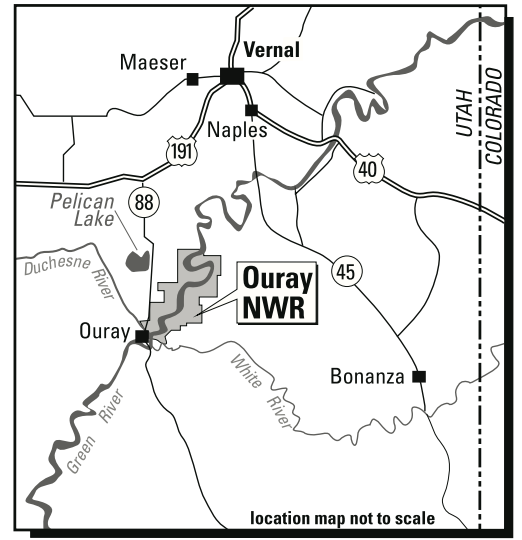 Vernal
Maeser
Naples
UTAH
COLORADO
191
40
88
Pelican
Lake
Duchesne
River
Ouray
NWR
45
Ouray
White
River
Bonanza
Green
River
location map not to scale